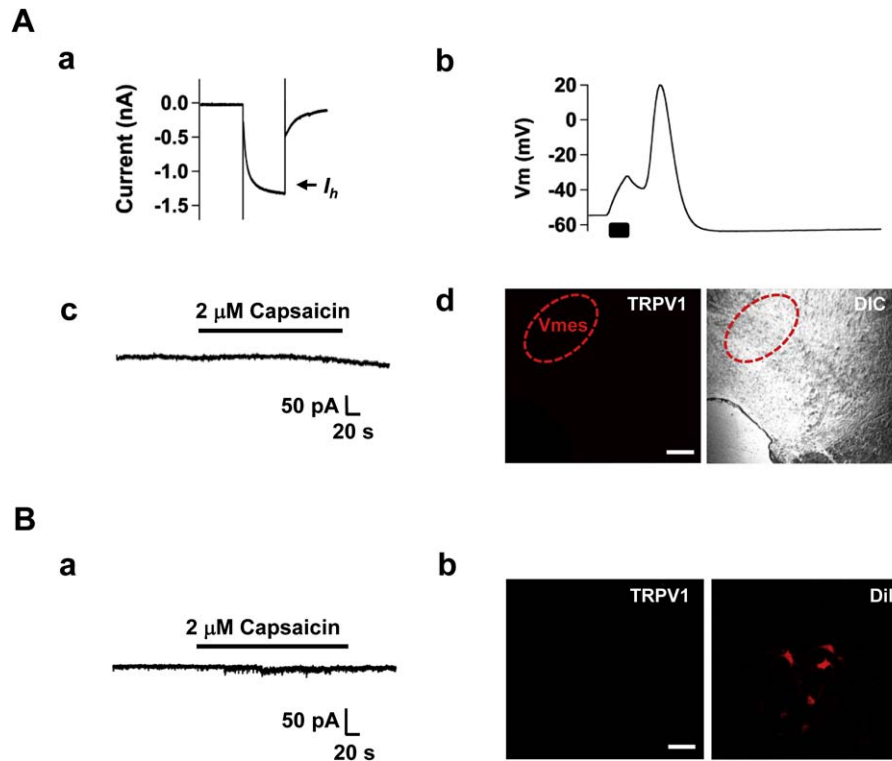 A
a
b
Current (nA)
0.0
-0.5
-1.0
-1.5
Ih
Vm (mV)
20
0
-20
-40
-60
c
2 μM Capsaicin
50 pA
20 s
d
TRPV1
Vmes
DIC
B
a
2 μM Capsaicin
50 pA
20 s
b
TRPV1
DiI